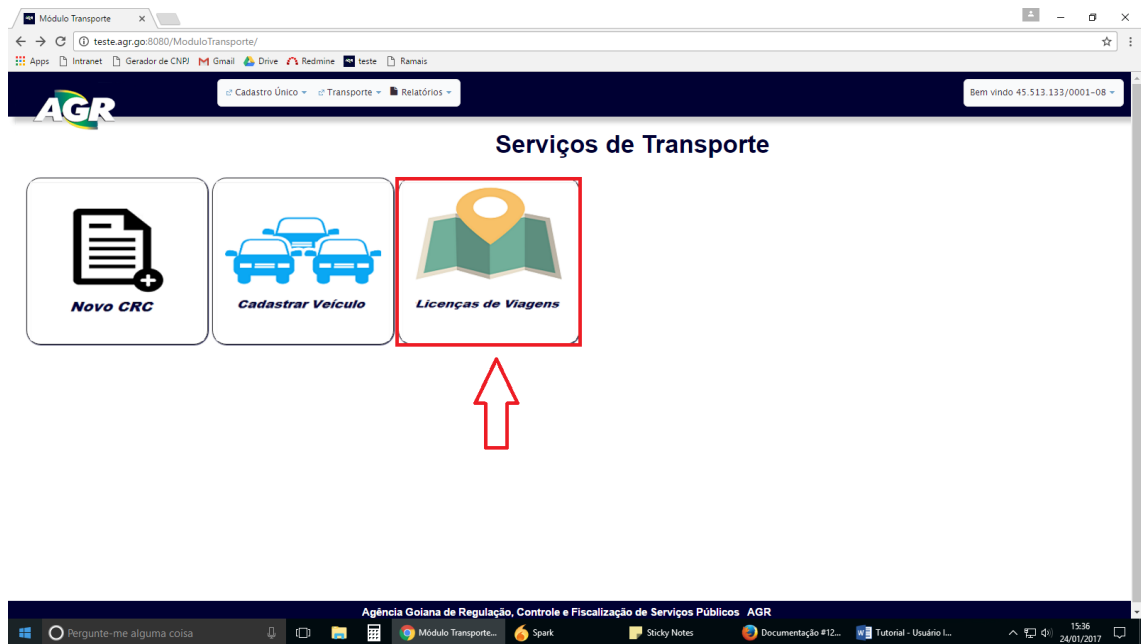 AGR Módulo Transporte
teste.agr.go:8080/ModuloTransporte/
Apps Intranet Gerador de CNPJ Gmail Drive Redmine AGR teste Ramais
AGR
Cadastro Único Transporte Relatórios
Bem vindo 45.513.133/0001-08
Serviços de Transporte
Novo CRC
Cadastrar Veículo
Licenças de Viagens
Agência Goiana de Regulação, Controle e Fiscalização de Serviços Públicos AGR
Pergunte-me alguma coisa
Módulo Transporte...
Spark
Sticky Notes
Documentação #12...
Tutorial - Usuário I...
15:36
24/01/2017